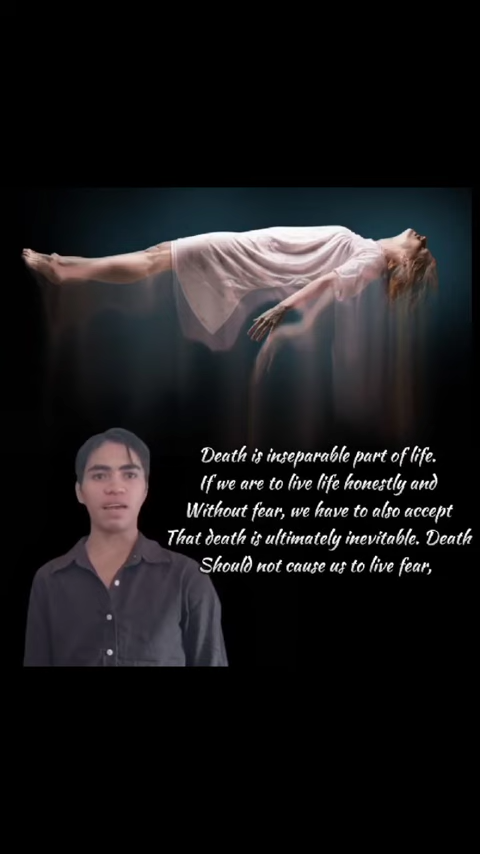 Death is inseparable part of life.
If we are to live life honestly and
Without fear, we have to also accept
That death is ultimately inevitable. Death
Should not cause us to live fear,